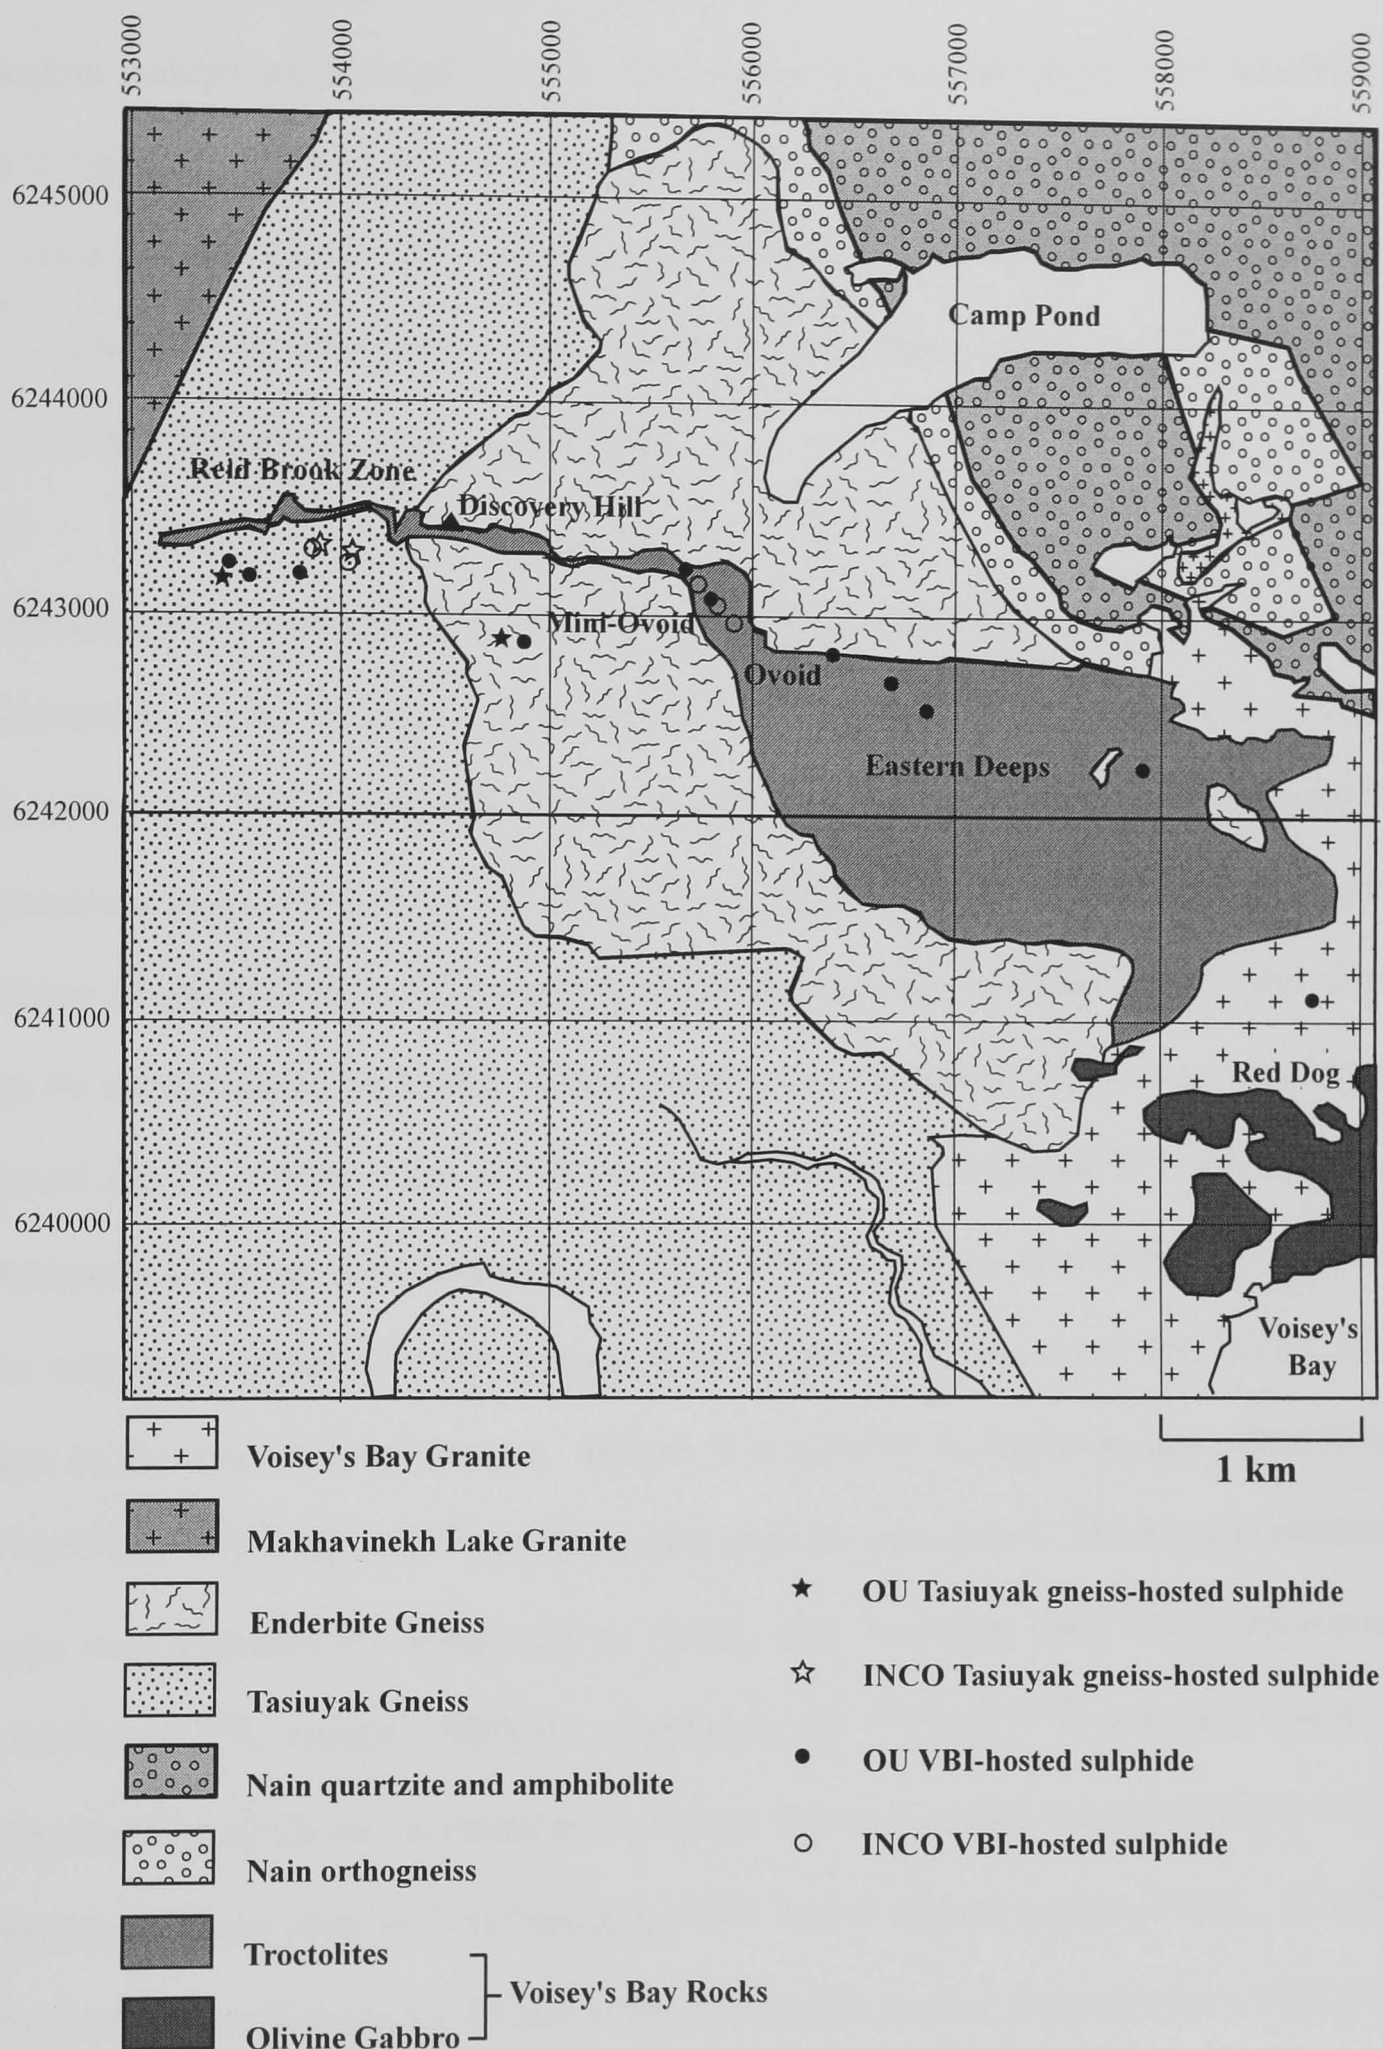 553000
554000
555000
556000
557000
558000
559000
6245000
Camp Pond
6244000
Reid Brook Zone
Discovery Hill
6243000
Mini-Ovoid
Ovoid
Eastern Deeps
6242000
6241000
Red Dog
6240000
Voisey's
Bay
1 km
Voisey's Bay Granite
Makhavinekh Lake Granite
Enderbite Gneiss
Tasiuyak Gneiss
Nain quartzite and amphibolite
Nain orthogneiss
Troctolites
Olivine Gabbro
Voisey's Bay Rocks
OU Tasiuyak gneiss-hosted sulphide
INCO Tasiuyak gneiss-hosted sulphide
OU VBI-hosted sulphide
INCO VBI-hosted sulphide